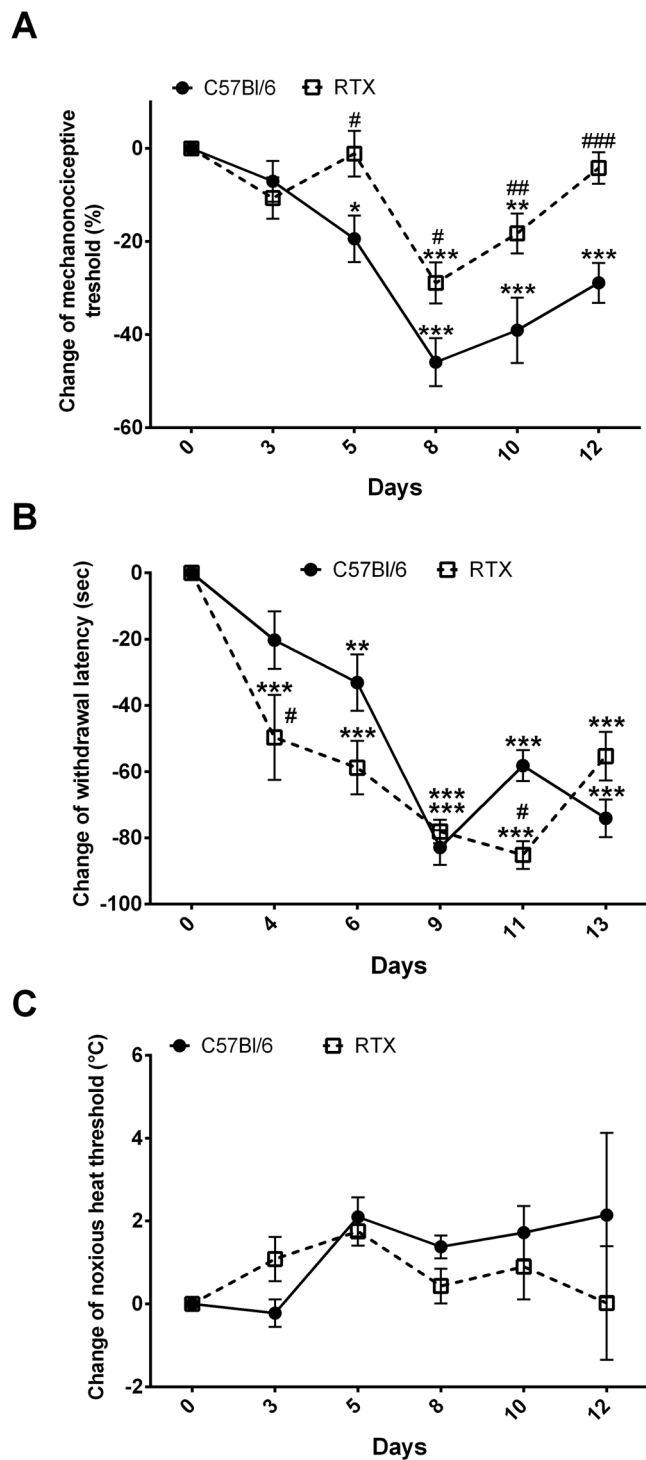 A
C57Bl/6 RTX
Change of mechanonociceptive
treshold (%)
0
-20
-40
-60
#
*
#
***
***
##
**
***
###
***
0 3 5 8 10 12
Days
B
C57Bl/6 RTX
Change of withdrawal latency (sec)
0
-20
-40
-60
-80
-100
***
#
**
***
***
***
***
#
***
***
***
0 4 6 9 11 13
Days
C
C57Bl/6 RTX
Change of noxious heat threshold (°C)
6
4
2
0
-2
0 3 5 8 10 12
Days